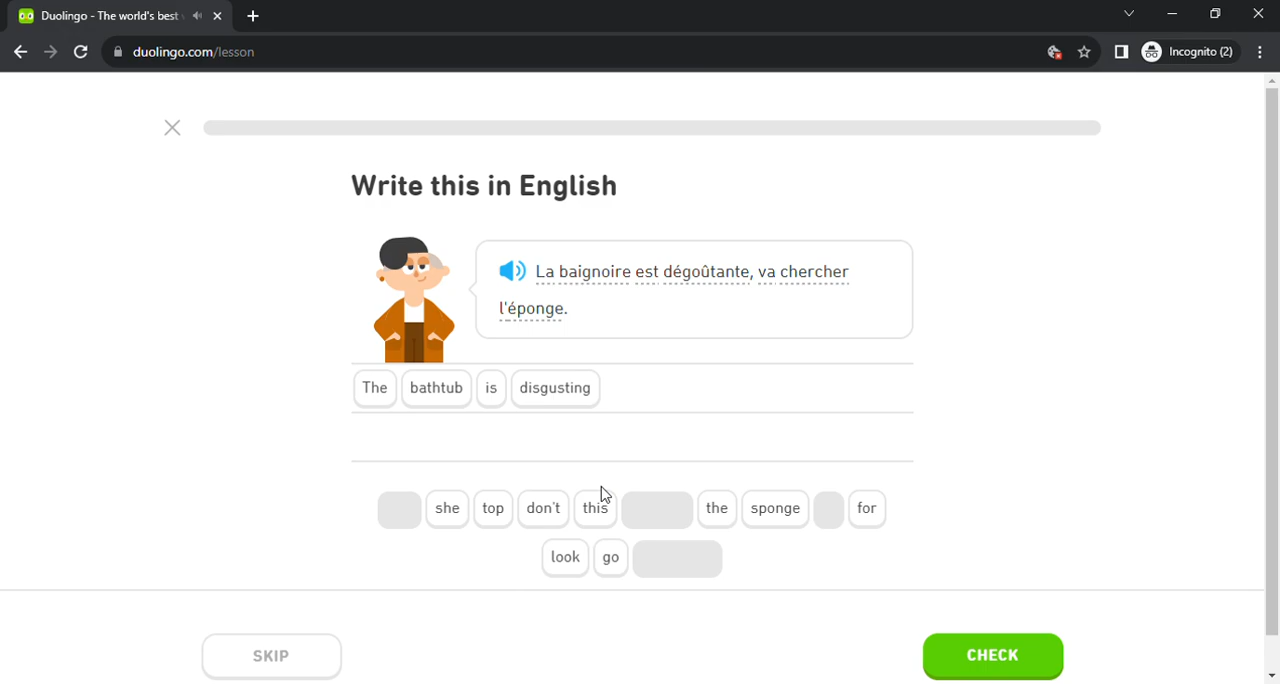 Duolingo - The world's best
duolingo.com/lesson
Incognito (2)
Write this in English
La baignoire est dégoûtante, va chercher
l'éponge.
The bathtub is disgusting
she top don't this the sponge for
look go
SKIP
CHECK